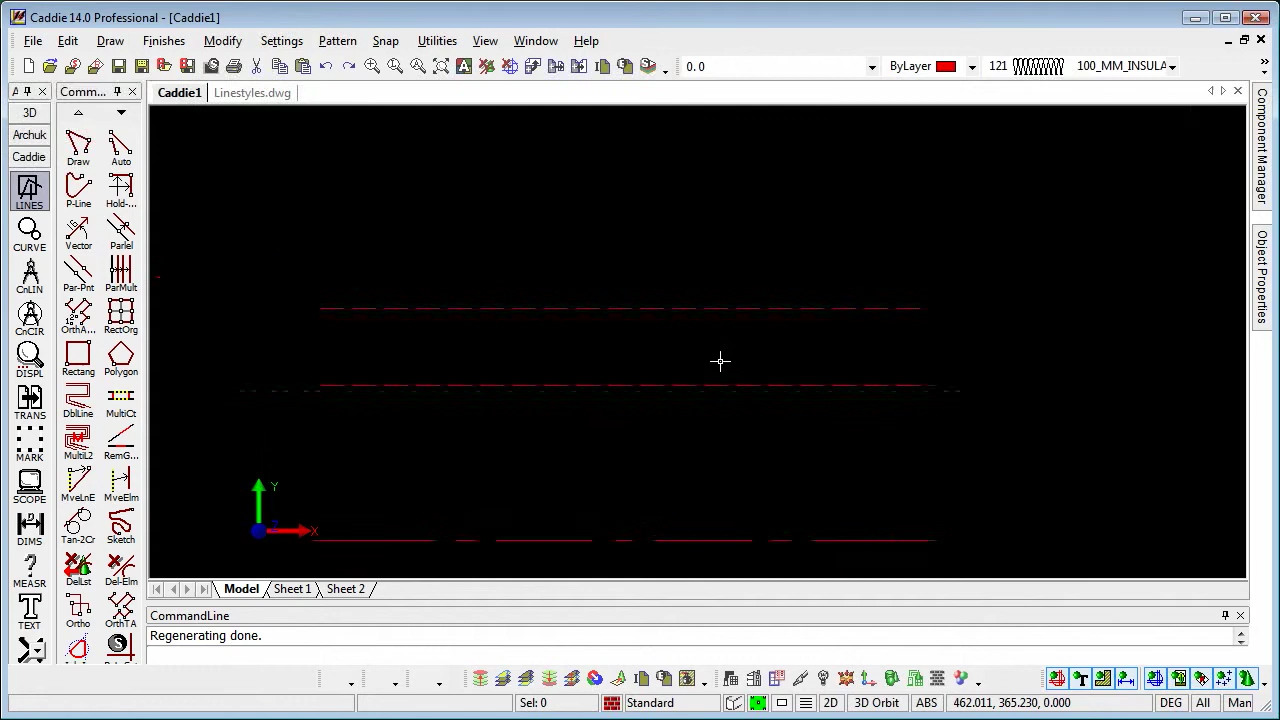 Caddie 14.0 Professional - [Caddie1]
File Edit Draw Finishes Modify Settings Pattern Snap Utilities View Window Help
ByLayer 121 100_MM_INSULA
A Comm... Caddie1 Linestyles.dwg
3D
Archuk
Caddie
LINES
CURVE
CnLIN
CnCIR
DISPL
TRANS
MARK
SCOPE
DIMS
MEASR
TEXT
Draw Auto
P-Line Hold-...
Vector Parlel
Par-Pnt ParMult
OrthA... RectOrg
Rectang Polygon
DblLine MultiCt
MultiL2 RemG...
MveLnE MveElm
Tan-2Cr Sketch
DelLst Del-Elm
Ortho OrthTA
Component Manager
Object Properties
Y
Z X
Model Sheet 1 Sheet 2
CommandLine
Regenerating done.
Sel: 0 Standard 2D 3D Orbit ABS 462.011, 365.230, 0.000 DEG All Man